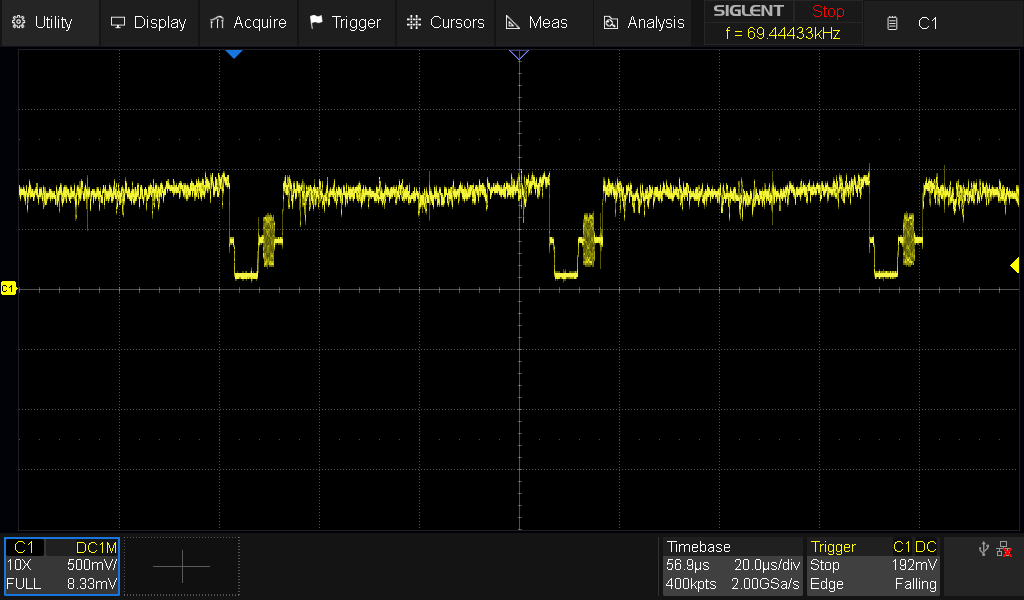 Utility Display Acquire Trigger Cursors Meas Analysis SIGLENT Stop C1
f = 69.44433kHz
C1
C1 DC1M
10X 500mV/
FULL 8.33mV
Timebase
56.9µs 20.0µs/div
400kpts 2.00GSa/s
Trigger C1 DC
Stop 192mV
Edge Falling